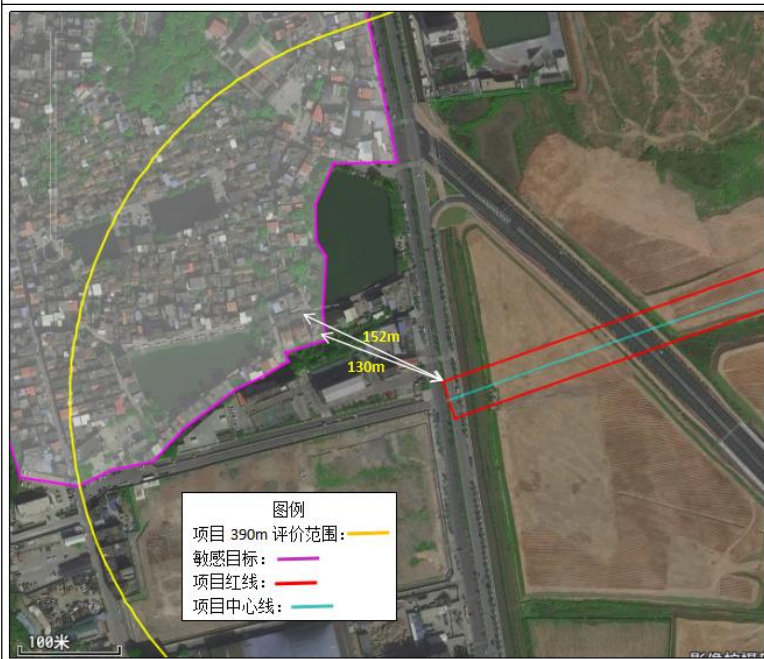 152m
130m
图例
项目 390m 评价范围：
敏感目标：
项目红线：
项目中心线：
100米